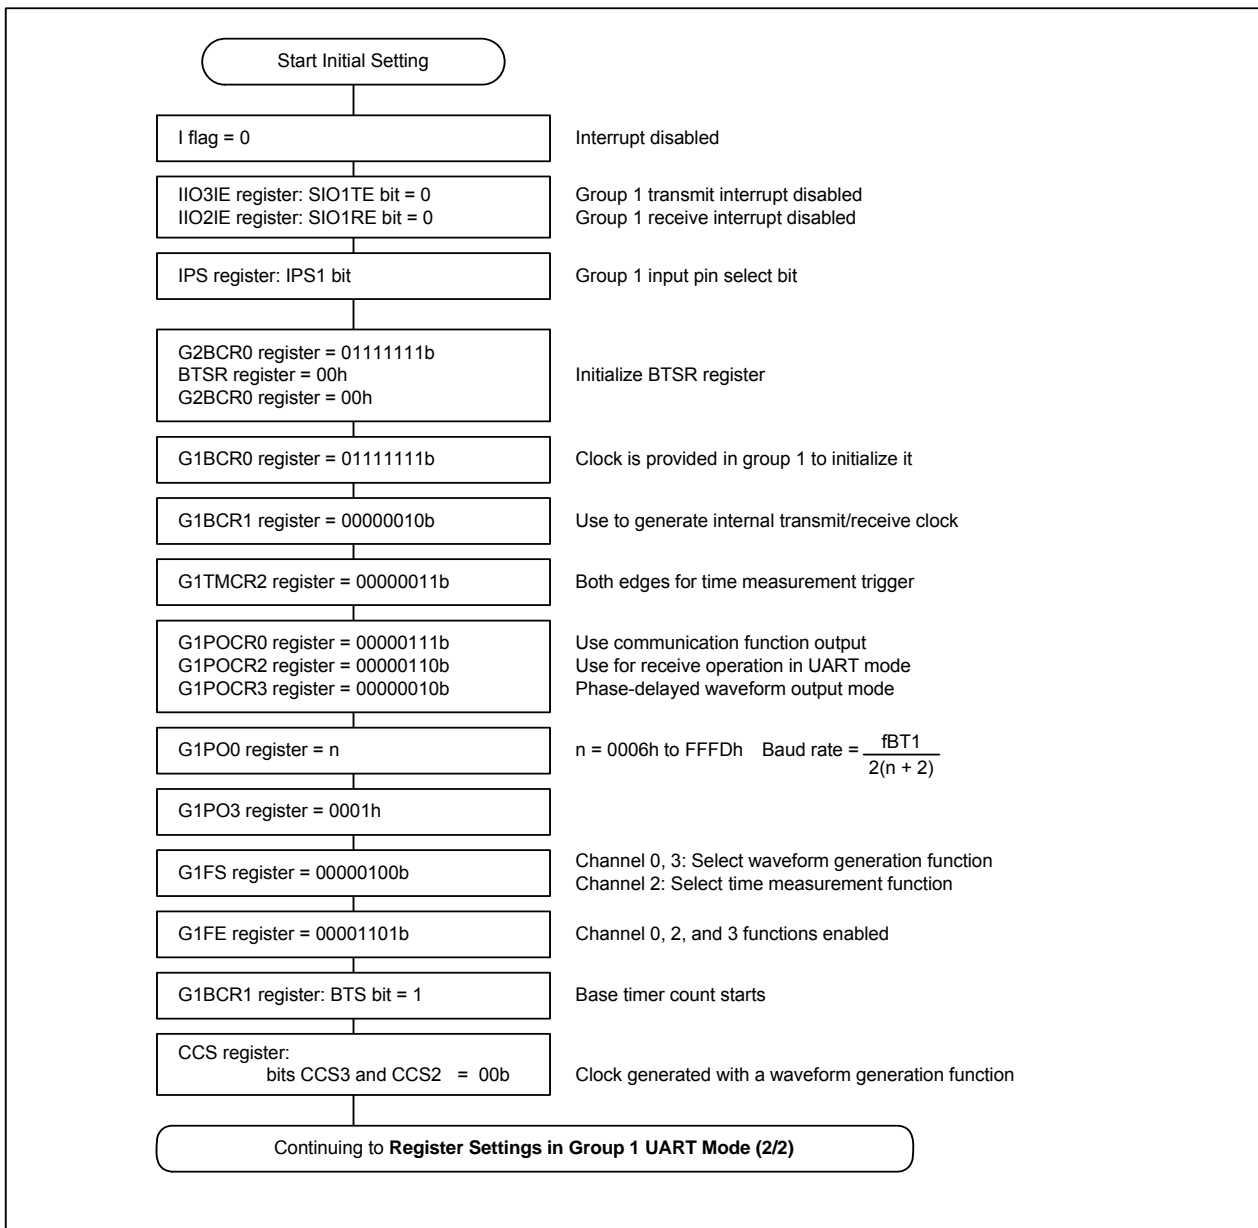 Start Initial Setting
I flag = 0 Interrupt disabled
IIO3IE register: SIO1TE bit = 0 Group 1 transmit interrupt disabled
IIO2IE register: SIO1RE bit = 0 Group 1 receive interrupt disabled
IPS register: IPS1 bit Group 1 input pin select bit
G2BCR0 register = 01111111b
BTSR register = 00h Initialize BTSR register
G2BCR0 register = 00h
G1BCR0 register = 01111111b Clock is provided in group 1 to initialize it
G1BCR1 register = 00000010b Use to generate internal transmit/receive clock
G1TMCR2 register = 00000011b Both edges for time measurement trigger
G1POCR0 register = 00000111b Use communication function output
G1POCR2 register = 00000110b Use for receive operation in UART mode
G1POCR3 register = 00000010b Phase-delayed waveform output mode
G1PO0 register = n n = 0006h to FFFDh Baud rate = fBT1
2(n + 2)
G1PO3 register = 0001h
G1FS register = 00000100b
Channel 0, 3: Select waveform generation function
Channel 2: Select time measurement function
G1FE register = 00001101b Channel 0, 2, and 3 functions enabled
G1BCR1 register: BTS bit = 1 Base timer count starts
CCS register:
bits CCS3 and CCS2 = 00b Clock generated with a waveform generation function
Continuing to Register Settings in Group 1 UART Mode (2/2)